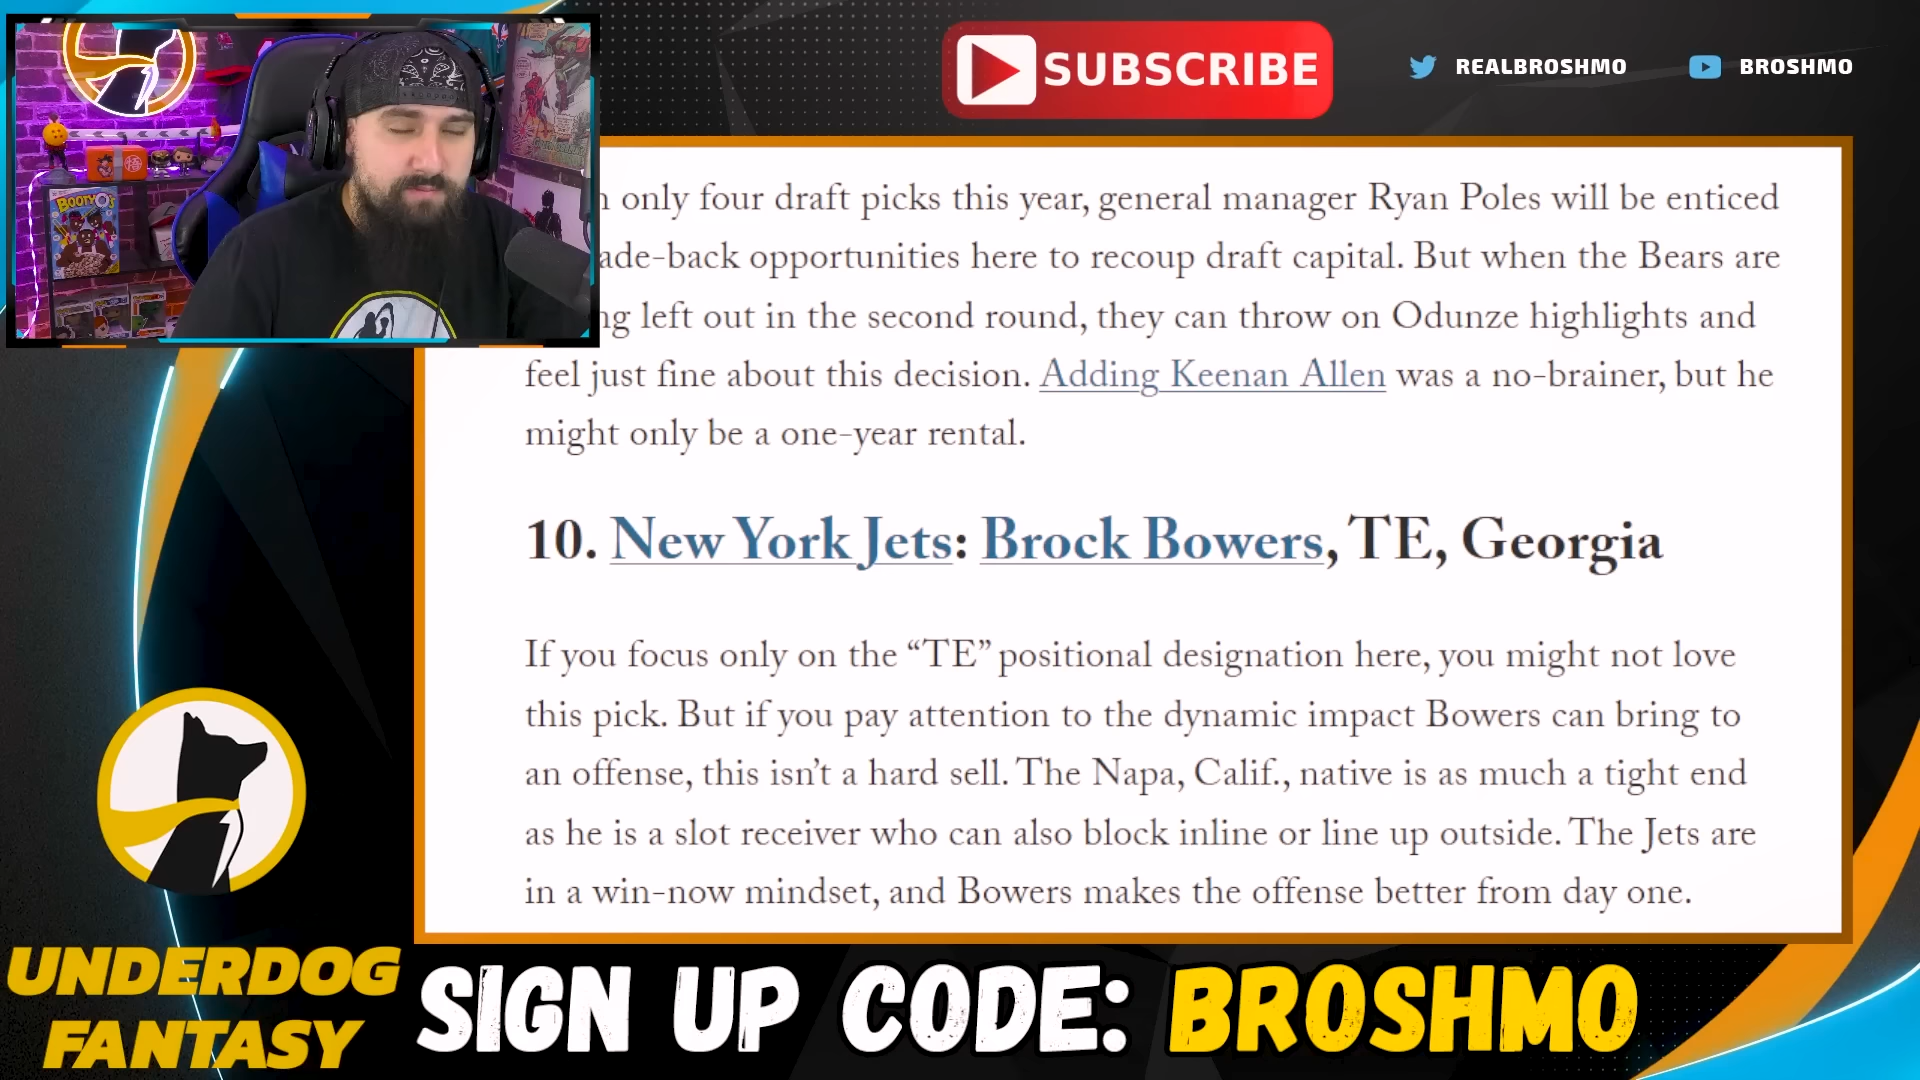 BOOTY O'S
SUBSCRIBE
REALBROSHMO
BROSHMO
only four draft picks this year, general manager Ryan Poles will be enticed
ade-back opportunities here to recoup draft capital. But when the Bears are
ng left out in the second round, they can throw on Odunze highlights and
feel just fine about this decision. Adding Keenan Allen was a no-brainer, but he
might only be a one-year rental.
10. New York Jets: Brock Bowers, TE, Georgia
If you focus only on the “TE” positional designation here, you might not love
this pick. But if you pay attention to the dynamic impact Bowers can bring to
an offense, this isn’t a hard sell. The Napa, Calif., native is as much a tight end
as he is a slot receiver who can also block inline or line up outside. The Jets are
in a win-now mindset, and Bowers makes the offense better from day one.
UNDERDOG
FANTASY
SIGN UP CODE: BROSHMO